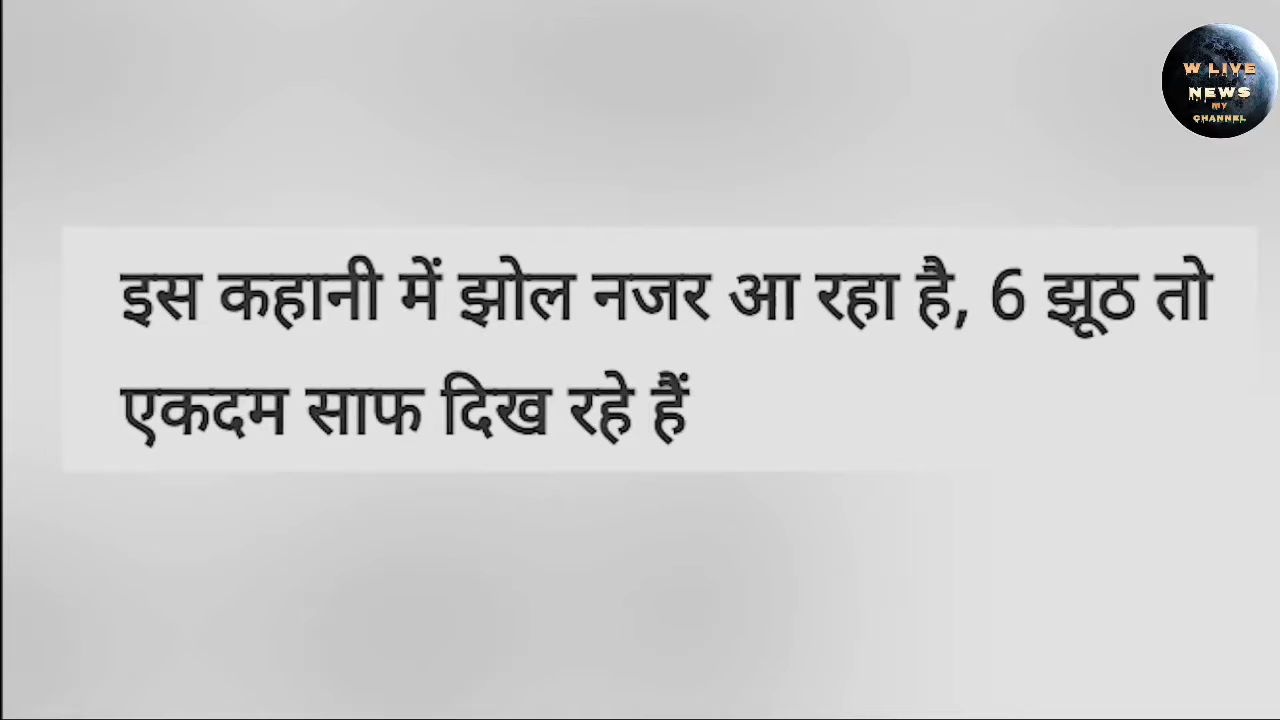 W LIVE
NEWS
MY
CHANNEL
इस कहानी में झोल नजर आ रहा है, 6 झूठ तो
एकदम साफ दिख रहे हैं